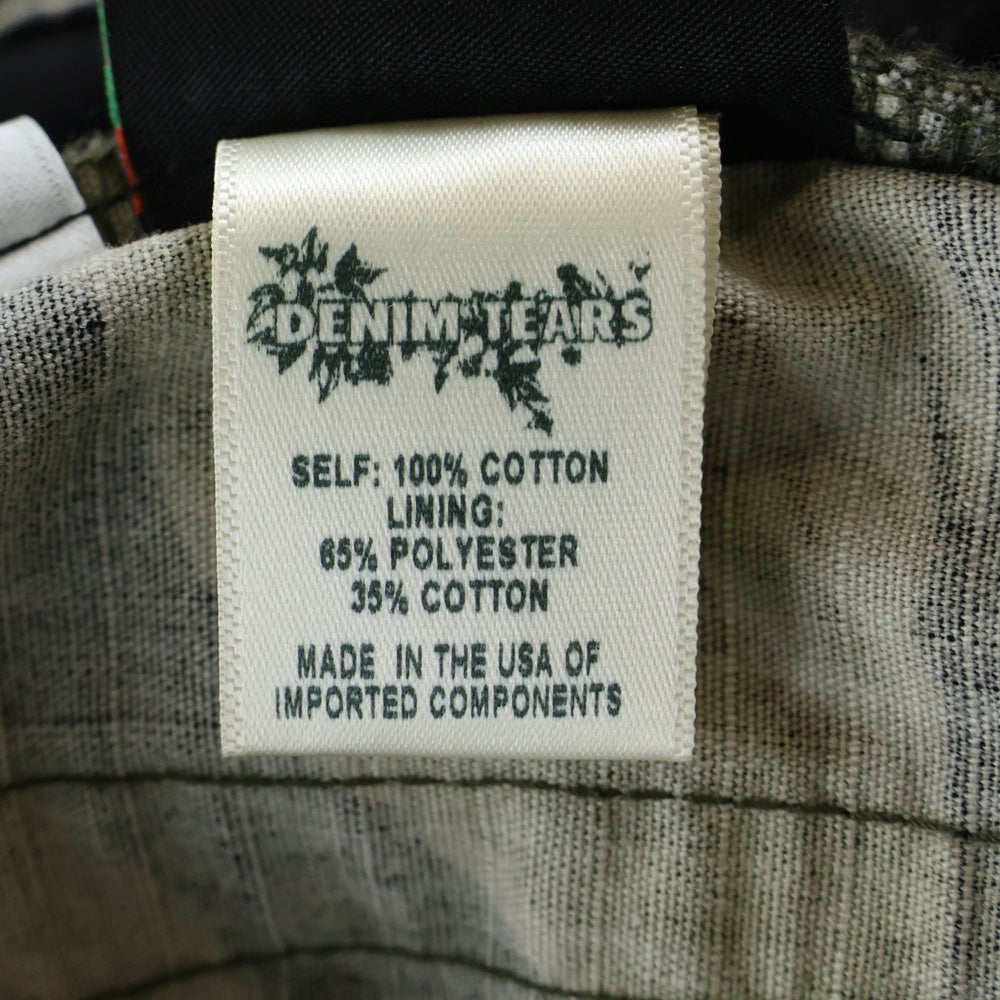 DENIM TEARS
SELF: 100% COTTON
LINING:
65% POLYESTER
35% COTTON
MADE IN THE USA OF
IMPORTED COMPONENTS